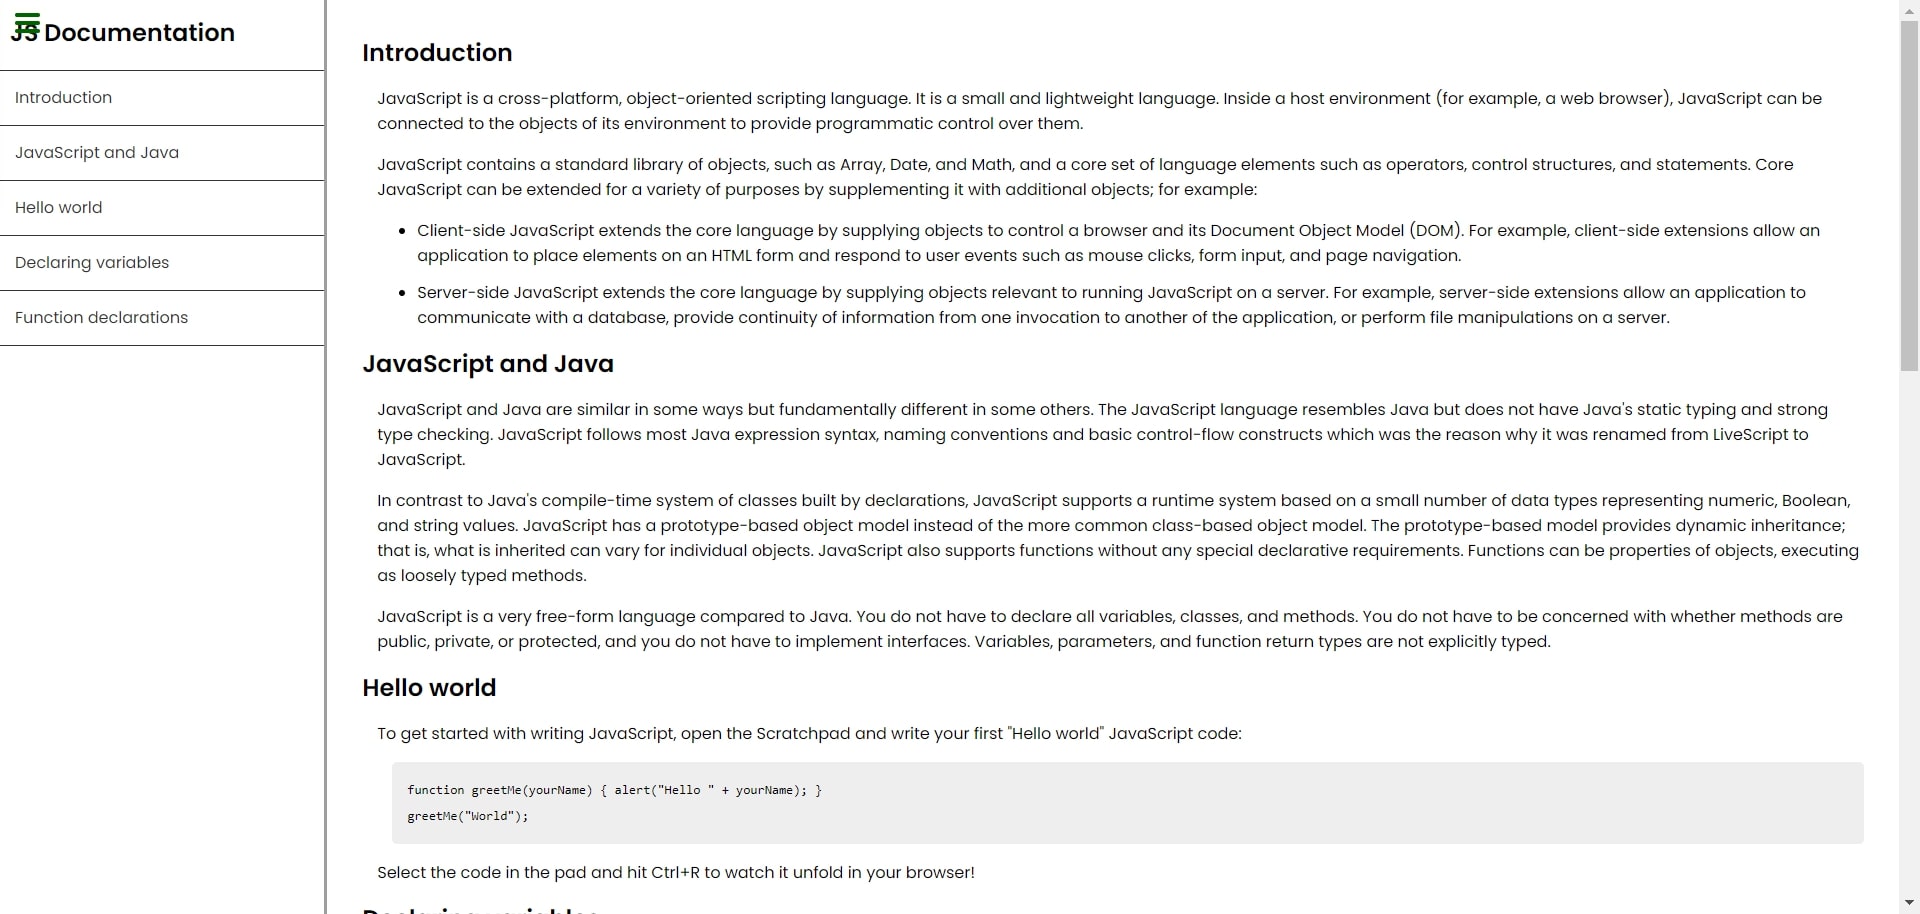 JS Documentation
Introduction
JavaScript and Java
Hello world
Declaring variables
Function declarations
Introduction
JavaScript is a cross-platform, object-oriented scripting language. It is a small and lightweight language. Inside a host environment (for example, a web browser), JavaScript can be
connected to the objects of its environment to provide programmatic control over them.
JavaScript contains a standard library of objects, such as Array, Date, and Math, and a core set of language elements such as operators, control structures, and statements. Core
JavaScript can be extended for a variety of purposes by supplementing it with additional objects; for example:
• Client-side JavaScript extends the core language by supplying objects to control a browser and its Document Object Model (DOM). For example, client-side extensions allow an
application to place elements on an HTML form and respond to user events such as mouse clicks, form input, and page navigation.
• Server-side JavaScript extends the core language by supplying objects relevant to running JavaScript on a server. For example, server-side extensions allow an application to
communicate with a database, provide continuity of information from one invocation to another of the application, or perform file manipulations on a server.
JavaScript and Java
JavaScript and Java are similar in some ways but fundamentally different in some others. The JavaScript language resembles Java but does not have Java's static typing and strong
type checking. JavaScript follows most Java expression syntax, naming conventions and basic control-flow constructs which was the reason why it was renamed from LiveScript to
JavaScript.
In contrast to Java's compile-time system of classes built by declarations, JavaScript supports a runtime system based on a small number of data types representing numeric, Boolean,
and string values. JavaScript has a prototype-based object model instead of the more common class-based object model. The prototype-based model provides dynamic inheritance;
that is, what is inherited can vary for individual objects. JavaScript also supports functions without any special declarative requirements. Functions can be properties of objects, executing
as loosely typed methods.
JavaScript is a very free-form language compared to Java. You do not have to declare all variables, classes, and methods. You do not have to be concerned with whether methods are
public, private, or protected, and you do not have to implement interfaces. Variables, parameters, and function return types are not explicitly typed.
Hello world
To get started with writing JavaScript, open the Scratchpad and write your first "Hello world" JavaScript code:
function greetMe(yourName) { alert("Hello " + yourName); }
greetMe("World");
Select the code in the pad and hit Ctrl+R to watch it unfold in your browser!
Declaring variables